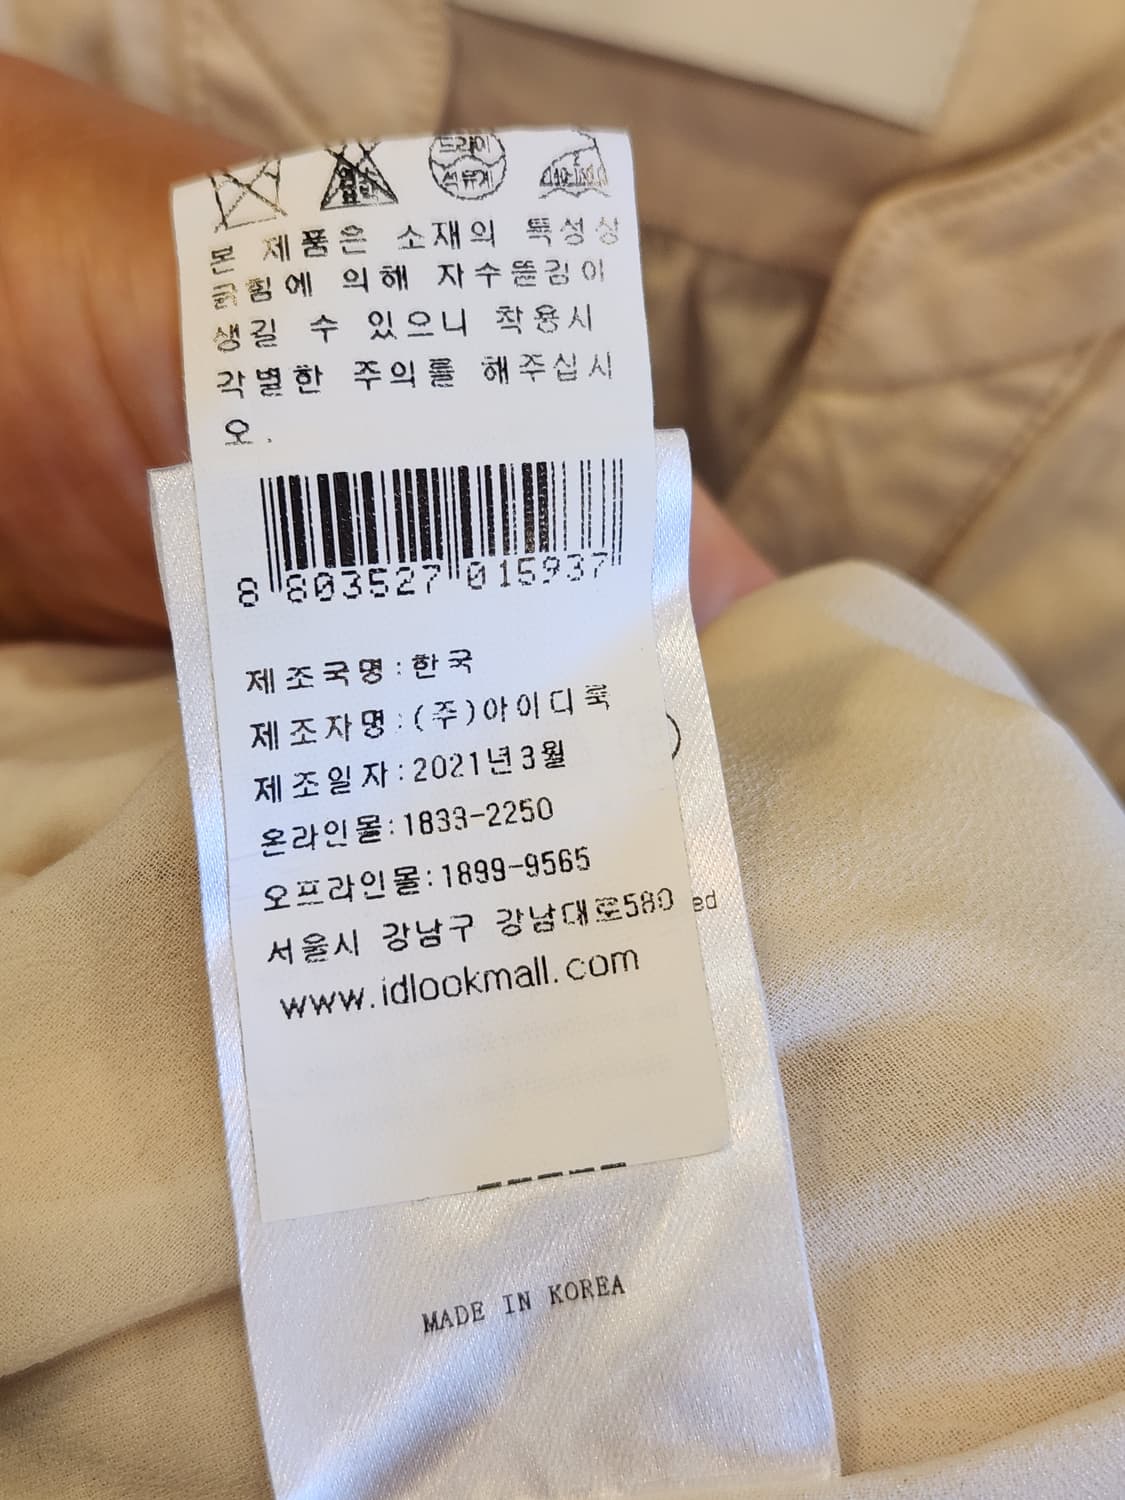 드라이
석유계
본 제품은 소재의 특성상
긁힘에 의해 자수뜯김이
생길 수 있으니 착용시
각별한 주의를 해주십시
오.
8 803527 015937
제조국명:한국
제조자명:(주)아이디룩
제조일자:2021년3월
온라인몰:1833-2250
오프라인몰:1899-9565
서울시 강남구 강남대로580
ed
www.idlookmall.com
MADE IN KOREA